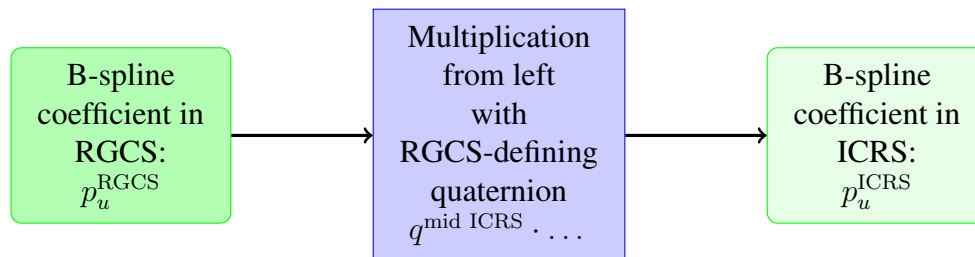 B-spline
coefficient in
RGCS:
p_u^RGCS
Multiplication
from left
with
RGCS-defining
quaternion
q^mid ICRS · …
B-spline
coefficient in
ICRS:
p_u^ICRS